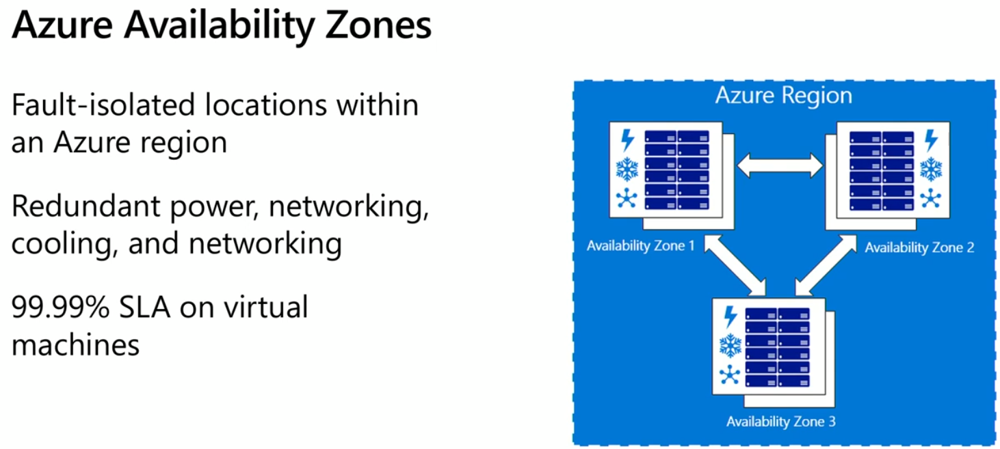 Azure Availability Zones
Fault-isolated locations within
an Azure region
Redundant power, networking,
cooling, and networking
99.99% SLA on virtual
machines
Azure Region
Availability Zone 1
Availability Zone 2
Availability Zone 3